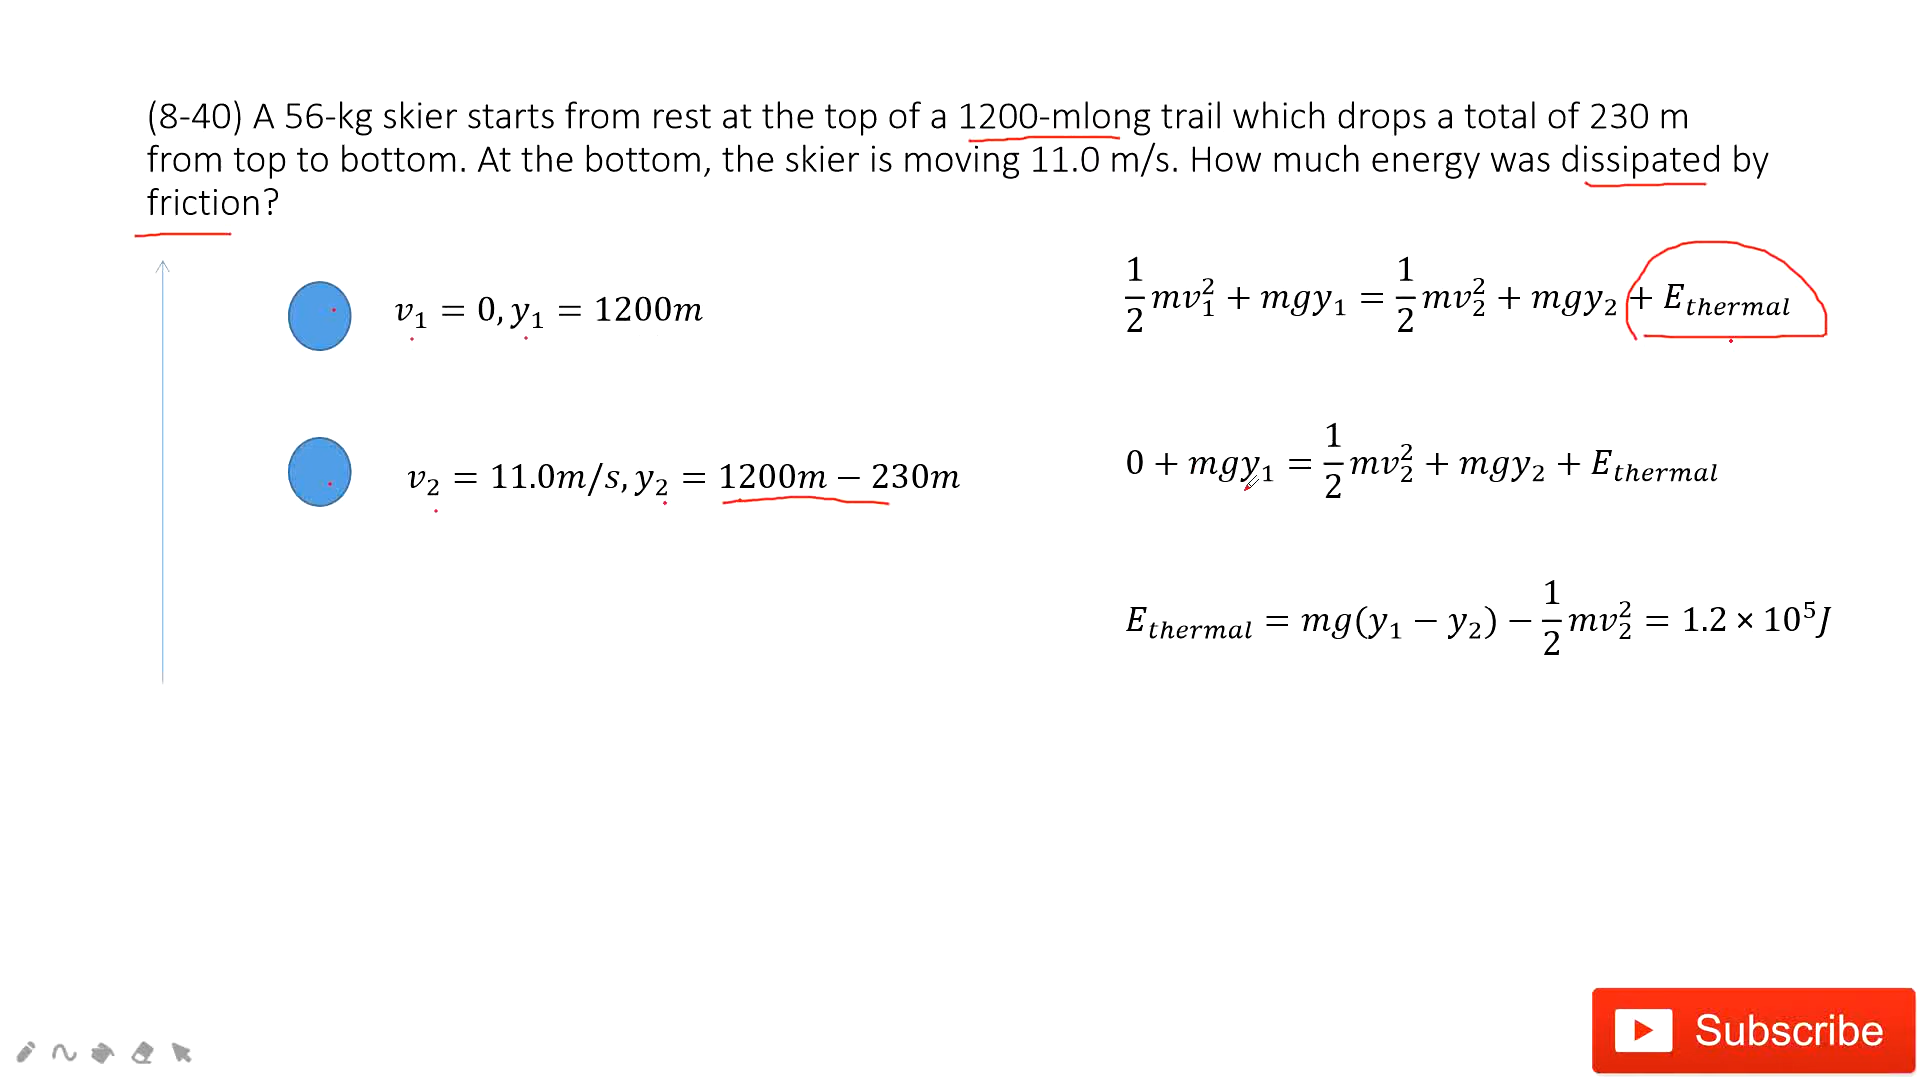 (8-40) A 56-kg skier starts from rest at the top of a 1200-mlong trail which drops a total of 230 m
from top to bottom. At the bottom, the skier is moving 11.0 m/s. How much energy was dissipated by
friction?
v₁ = 0, y₁ = 1200m
v₂ = 11.0m/s, y₂ = 1200m − 230m
1/2 mv₁² + mgy₁ = 1/2 mv₂² + mgy₂ + E_thermal
0 + mgy₁ = 1/2 mv₂² + mgy₂ + E_thermal
E_thermal = mg(y₁ − y₂) − 1/2 mv₂² = 1.2 × 10⁵J
Subscribe